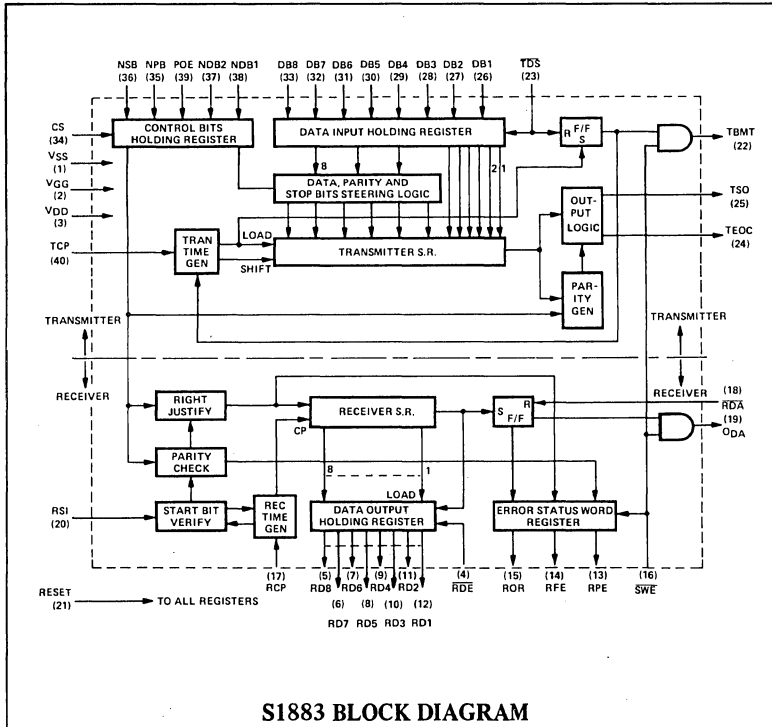 NSB NPB POE NDB2 NDB1 DB8 DB7 DB6 DB5 DB4 DB3 DB2 DB1 TDS
(36) (35) (39) (37) (38) (33) (32) (31) (30) (29) (28) (27) (26) (23)
CS
(34)
CONTROL BITS
HOLDING REGISTER
DATA INPUT HOLDING REGISTER
R F/F
S
TBMT
(22)
VSS
(1)
VGG
(2)
VDD
(3)
8
2 1
DATA, PARITY AND
STOP BITS STEERING LOGIC
OUT-
PUT
LOGIC
TSO
(25)
TEOC
(24)
TCP
(40)
TRAN
TIME
GEN
LOAD
SHIFT
TRANSMITTER S.R.
PAR-
ITY
GEN
TRANSMITTER
RECEIVER
TRANSMITTER
RECEIVER
RIGHT
JUSTIFY
RECEIVER S.R.
CP
S R
F/F
(18)
RDA
(19)
ODA
PARITY
CHECK
8
1
LOAD
RSI
(20)
START BIT
VERIFY
REC
TIME
GEN
DATA OUTPUT
HOLDING REGISTER
ERROR STATUS WORD
REGISTER
(17)
RCP
(5) (7) (9) (11) (4) (15) (14) (13) (16)
RD8 RD6 RD4 RD2 RDE ROR RFE RPE SWE
(6) (8) (10) (12)
RD7 RD5 RD3 RD1
RESET
(21)
TO ALL REGISTERS
S1883 BLOCK DIAGRAM